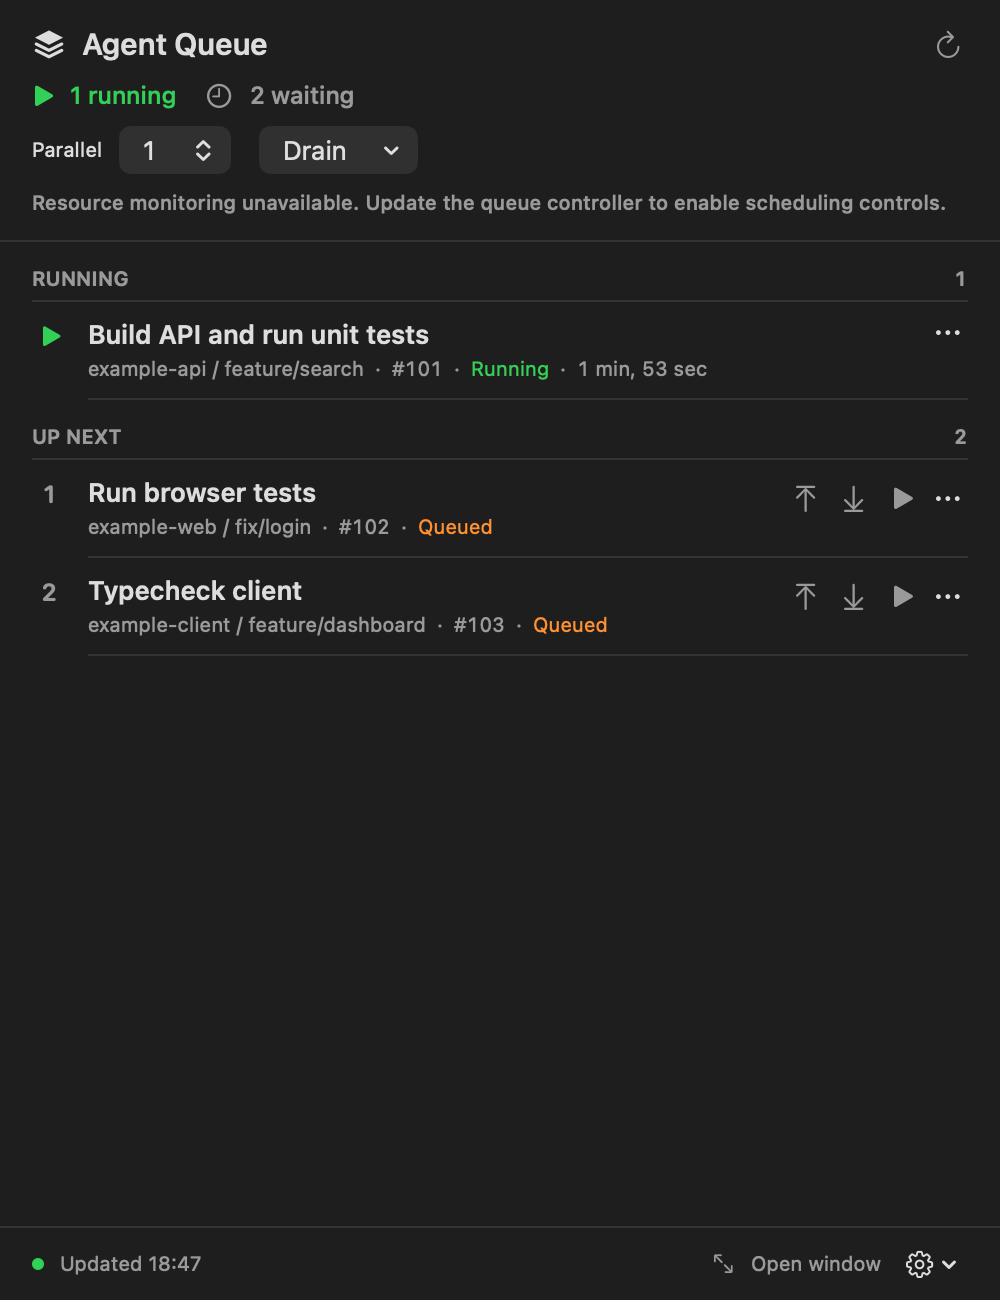 Agent Queue
1 running 2 waiting
Parallel 1 Drain
Resource monitoring unavailable. Update the queue controller to enable scheduling controls.
RUNNING 1
Build API and run unit tests
example-api / feature/search · #101 · Running · 1 min, 53 sec
UP NEXT 2
1 Run browser tests
example-web / fix/login · #102 · Queued
2 Typecheck client
example-client / feature/dashboard · #103 · Queued
Updated 18:47 Open window